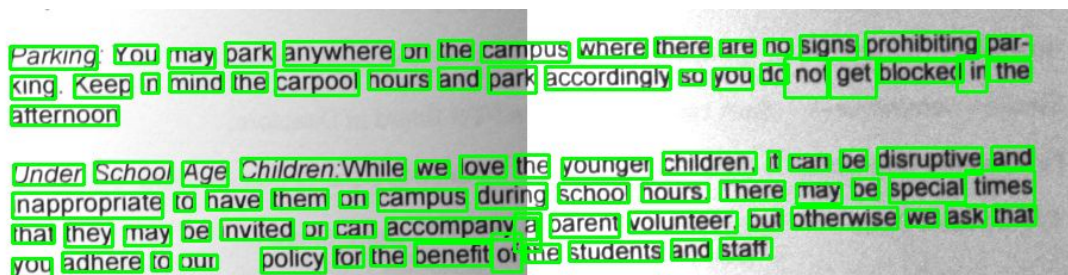 Parking: You may park anywhere on the campus where there are no signs prohibiting par-
king. Keep in mind the carpool hours and park accordingly so you do not get blocked in the
afternoon
Under School Age Children:While we love the younger children, it can be disruptive and
inappropriate to have them on campus during school hours. There may be special times
that they may be invited or can accompany a parent volunteer, but otherwise we ask that
you adhere to our policy for the benefit of the students and staff.